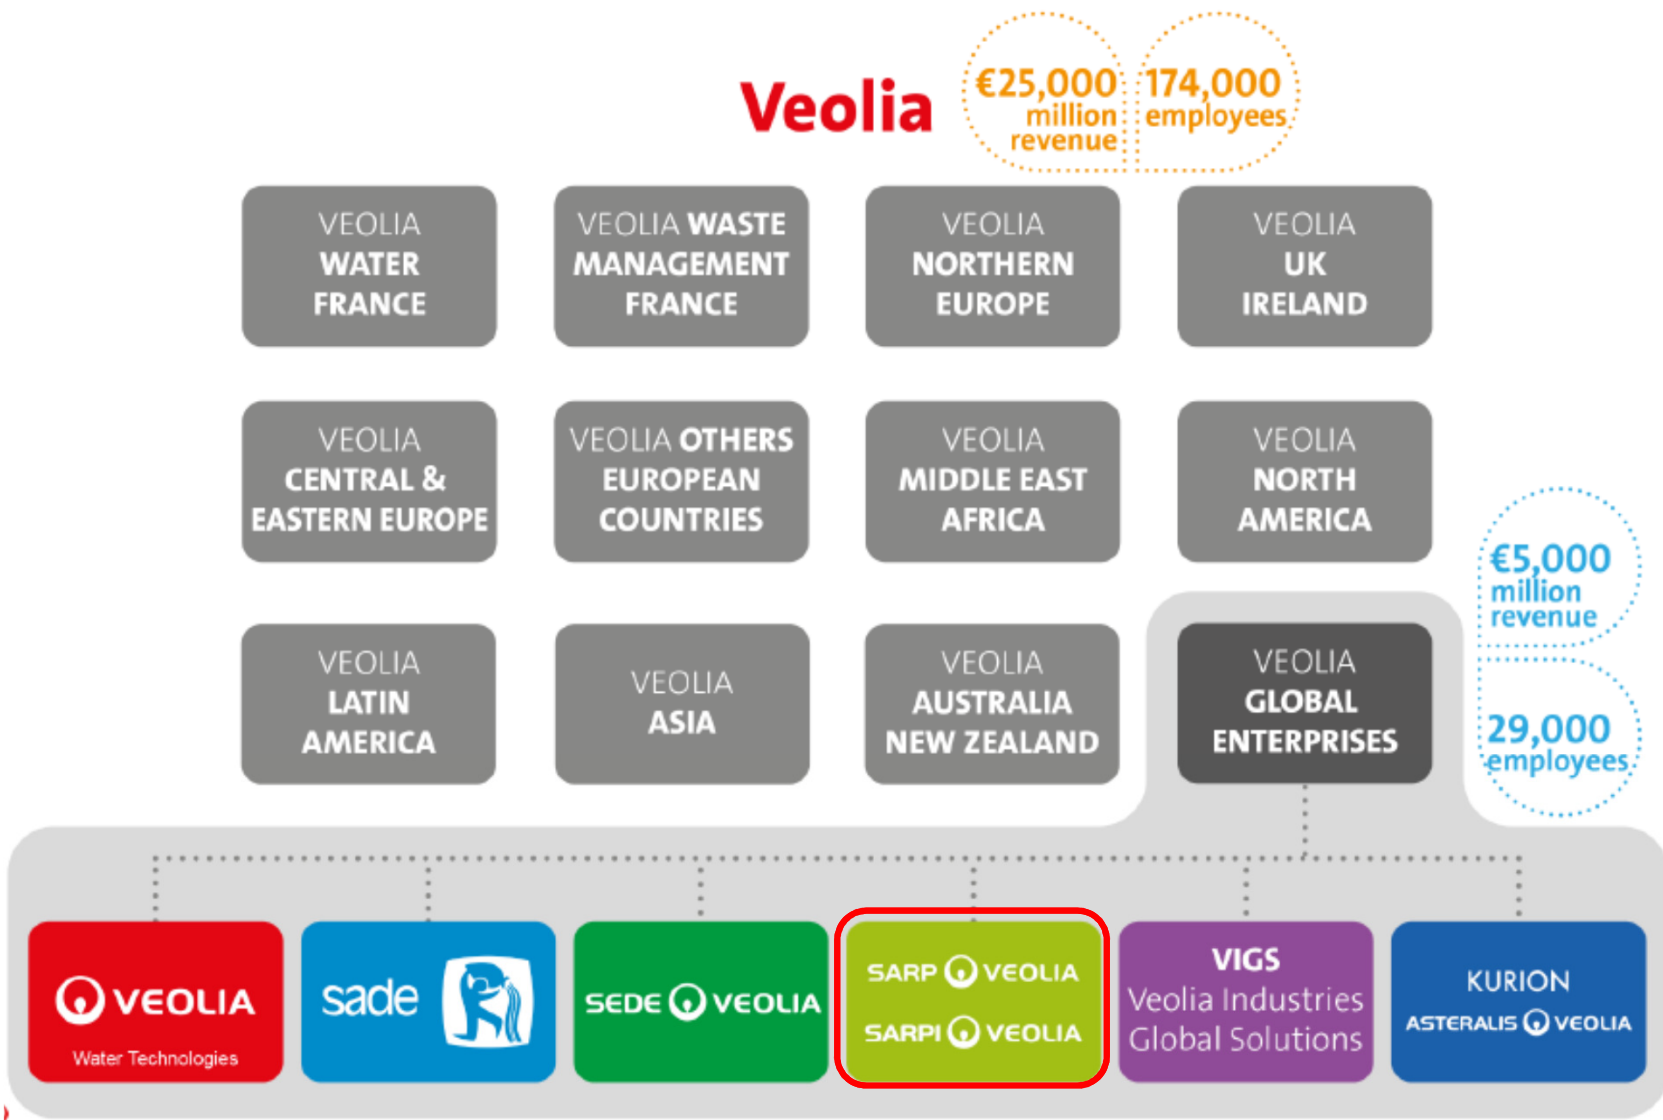 Veolia
€25,000
million
revenue
174,000
employees
VEOLIA
WATER
FRANCE
VEOLIA WASTE
MANAGEMENT
FRANCE
VEOLIA
NORTHERN
EUROPE
VEOLIA
UK
IRELAND
VEOLIA
CENTRAL &
EASTERN EUROPE
VEOLIA OTHERS
EUROPEAN
COUNTRIES
VEOLIA
MIDDLE EAST
AFRICA
VEOLIA
NORTH
AMERICA
€5,000
million
revenue
29,000
employees
VEOLIA
LATIN
AMERICA
VEOLIA
ASIA
VEOLIA
AUSTRALIA
NEW ZEALAND
VEOLIA
GLOBAL
ENTERPRISES
VEOLIA
Water Technologies
sade
SEDE VEOLIA
SARP VEOLIA
SARPI VEOLIA
VIGS
Veolia Industries
Global Solutions
KURION
ASTERALIS VEOLIA